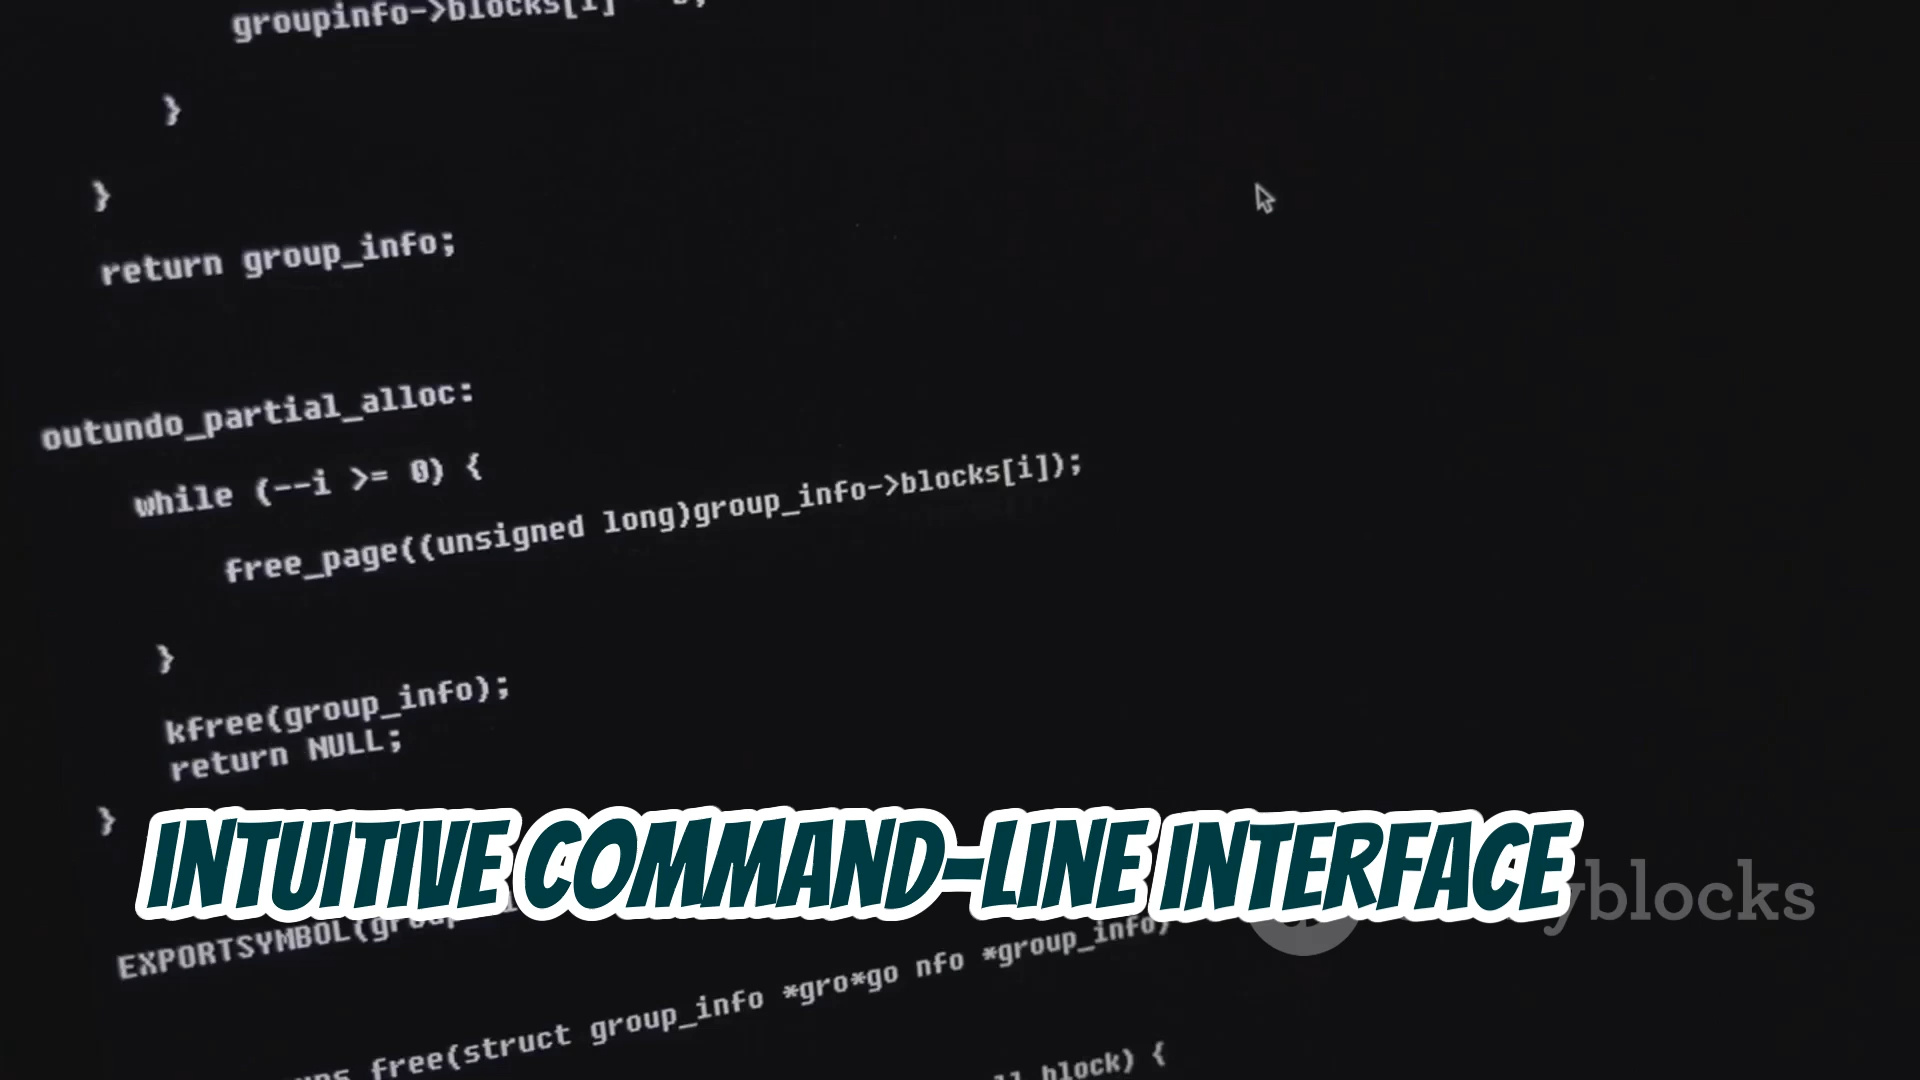 groupinfo->blocks[i]
}
}
return group_info;
outundo_partial_alloc:
while (--i >= 0) {
free_page((unsigned long)group_info->blocks[i]);
}
kfree(group_info);
return NULL;
}
INTUITIVE COMMAND-LINE INTERFACE
yblocks
EXPORTSYMBOL(
free(struct group_info *gro*go nfo *group_info)
block) {